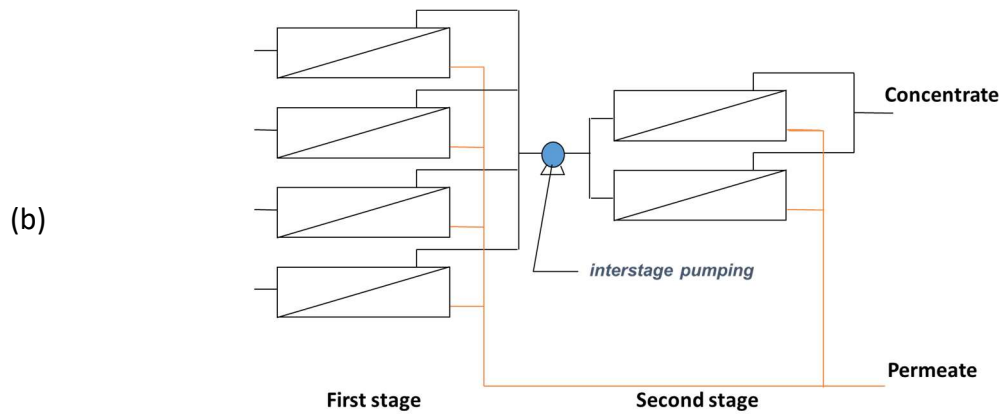 Concentrate
(b)
interstage pumping
Permeate
First stage
Second stage